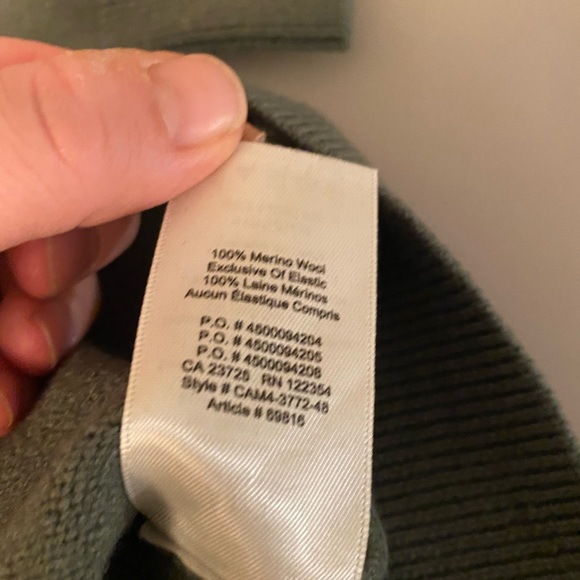 100% Merino Wool
Exclusive Of Elastic
100% Laine Mérinos
Aucun Élastique Compris
P.O. # 4500094204
P.O. # 4500094205
P.O. # 4500094208
CA 23725 RN 122354
Style # CAM4-3772-48
Article # 69816